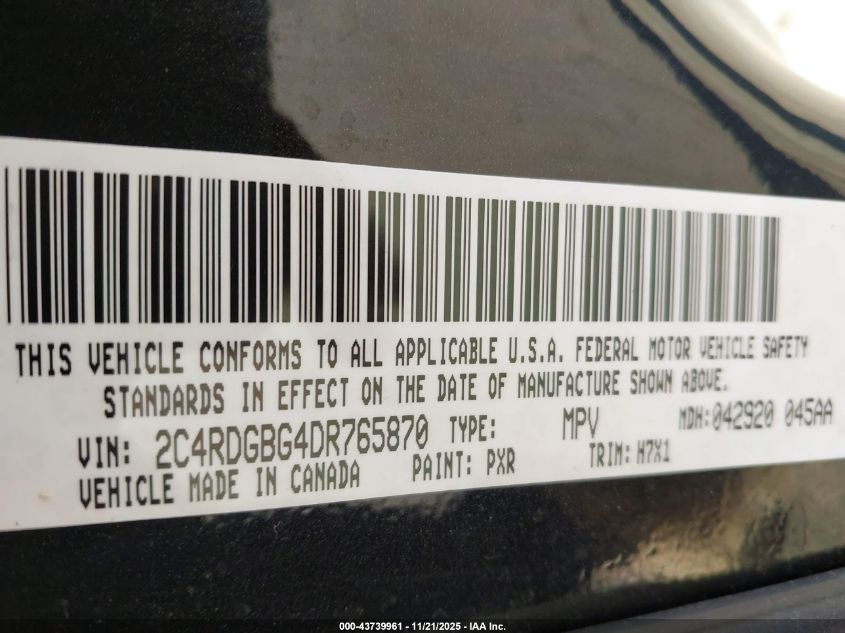 THIS VEHICLE CONFORMS TO ALL APPLICABLE U.S.A. FEDERAL MOTOR VEHICLE SAFETY
STANDARDS IN EFFECT ON THE DATE OF MANUFACTURE SHOWN ABOVE.
VIN: 2C4RDGBG4DR765870 TYPE: MPV MDH:042920 045AA
VEHICLE MADE IN CANADA PAINT: PXR TRIM: H7X1
000-43739961 - 11/21/2025 - IAA Inc.